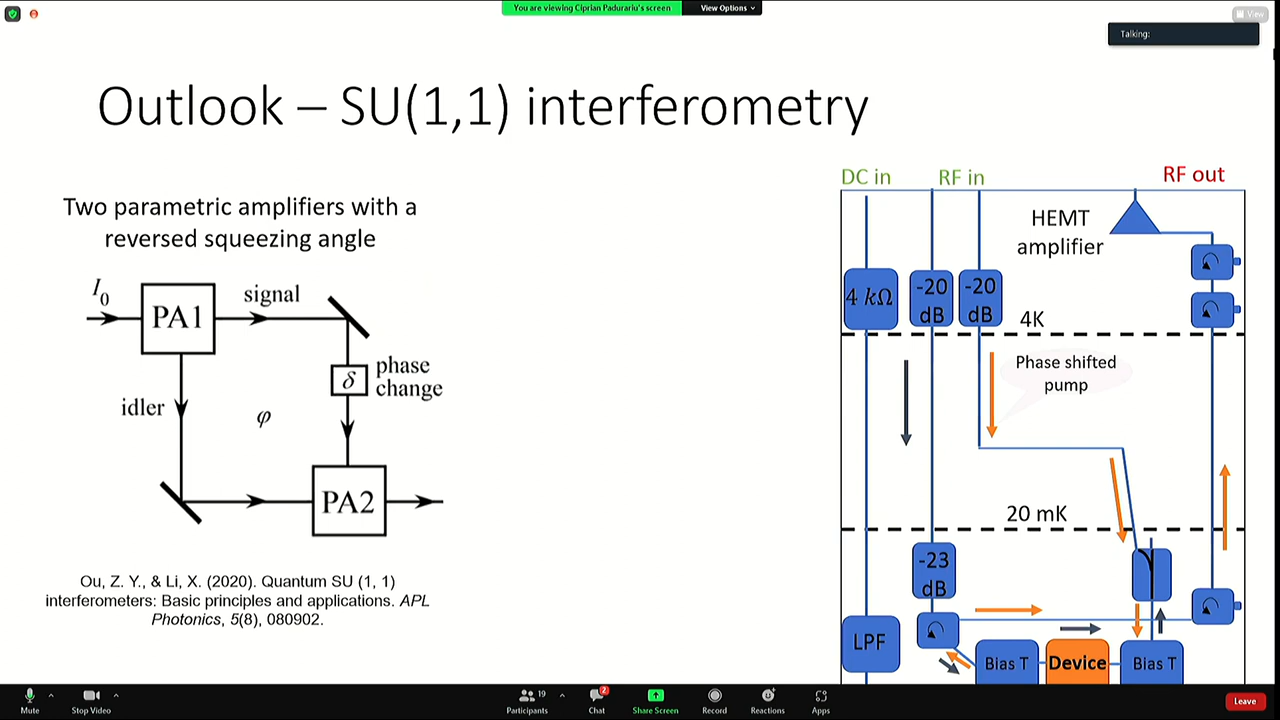 You are viewing Ciprian Padurariu's screen
View Options
View
Talking:
Outlook – SU(1,1) interferometry
Two parametric amplifiers with a
reversed squeezing angle
I₀
PA1
signal
δ
phase
change
idler
φ
PA2
Ou, Z. Y., & Li, X. (2020). Quantum SU (1, 1)
interferometers: Basic principles and applications. APL
Photonics, 5(8), 080902.
DC in
RF in
RF out
HEMT
amplifier
4 kΩ
-20
dB
-20
dB
4K
Phase shifted
pump
20 mK
-23
dB
LPF
Bias T
Device
Bias T
Mute
Stop Video
Participants
19
Chat
2
Share Screen
Record
Reactions
Apps
Leave